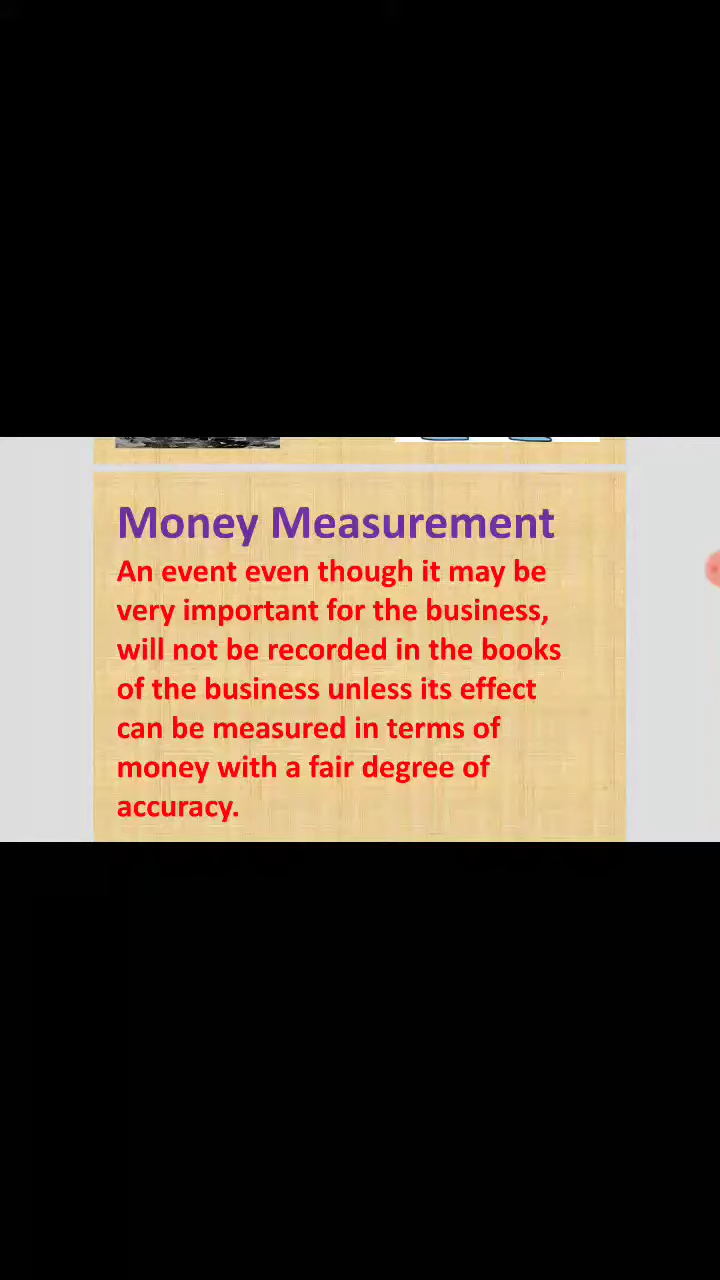 Money Measurement
An event even though it may be
very important for the business,
will not be recorded in the books
of the business unless its effect
can be measured in terms of
money with a fair degree of
accuracy.